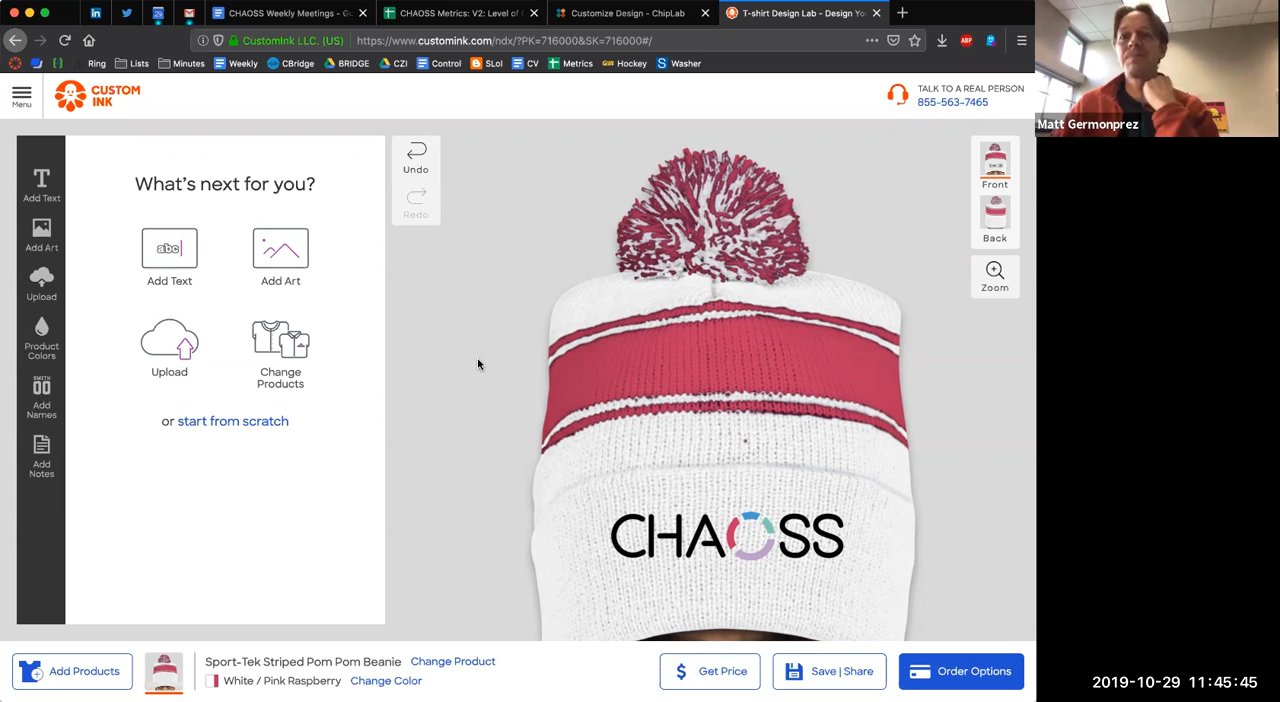 CHAOSS Weekly Meetings - Go
CHAOSS Metrics: V2: Level of
Customize Design - ChipLab
T-shirt Design Lab - Design Yo
CustomInk LLC. (US)
https://www.customink.com/ndx/?PK=716000&SK=716000#/
ABP
Ring
Lists
Minutes
Weekly
CBridge
BRIDGE
CZI
Control
SLoI
CV
Metrics
Hockey
Washer
Menu
CUSTOM
INK
TALK TO A REAL PERSON
855-563-7465
Matt Germonprez
Add Text
Add Art
Upload
Product
Colors
SMITH
00
Add
Names
Add
Notes
What's next for you?
abc
Add Text
Add Art
Upload
Change
Products
or start from scratch
Undo
Redo
Front
Back
Zoom
CHAOSS
Add Products
Sport-Tek Striped Pom Pom Beanie
Change Product
White / Pink Raspberry
Change Color
$ Get Price
Save | Share
Order Options
2019-10-29 11:45:45